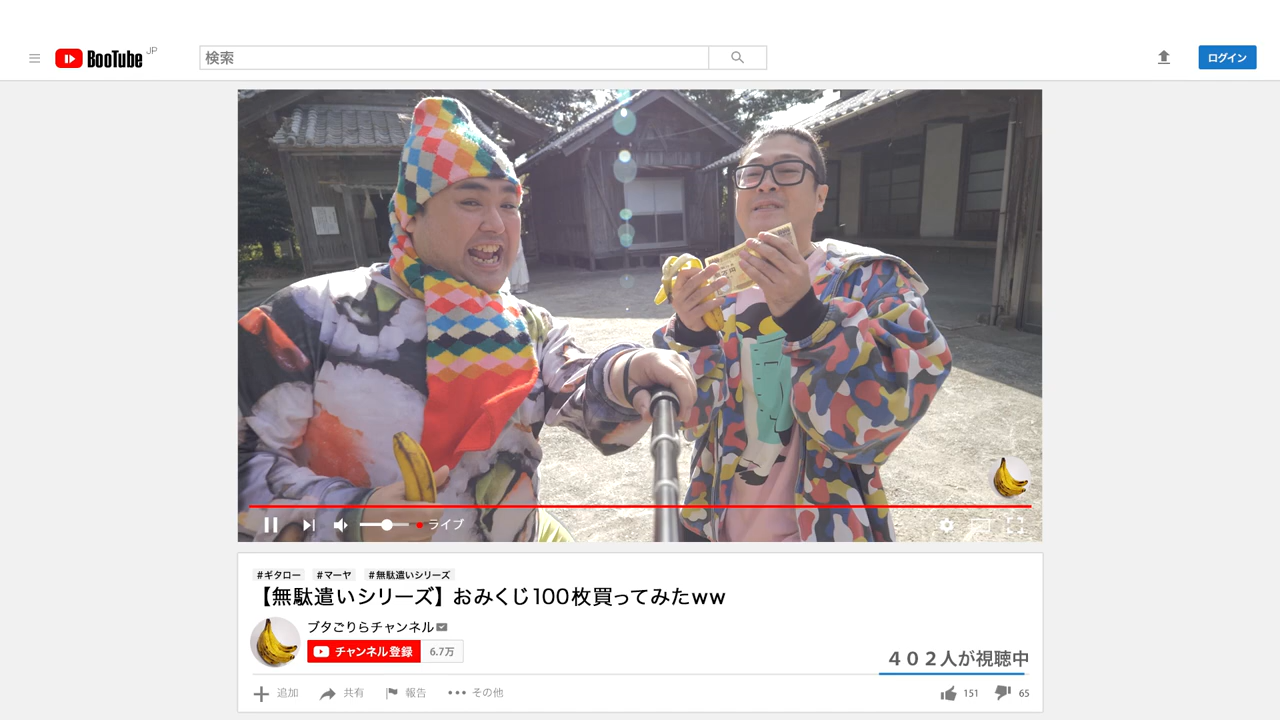 BooTube JP
検索
ログイン
ライブ
#ギタロー #マーヤ #無駄遣いシリーズ
【無駄遣いシリーズ】おみくじ100枚買ってみたww
ブタごりらチャンネル
チャンネル登録 6.7万
402人が視聴中
追加 共有 報告 その他 151 65